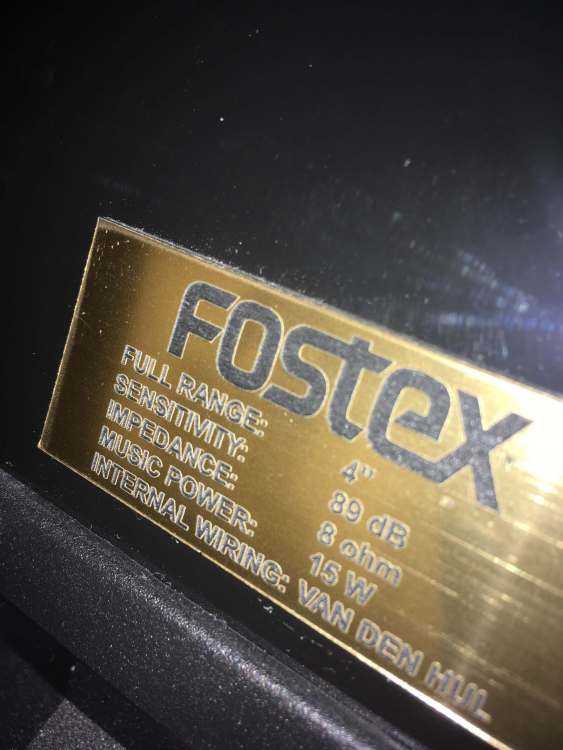 Fostex
FULL RANGE: 4"
SENSITIVITY: 89 dB
IMPEDANCE: 8 ohm
MUSIC POWER: 15 W
INTERNAL WIRING: VAN DEN HUL